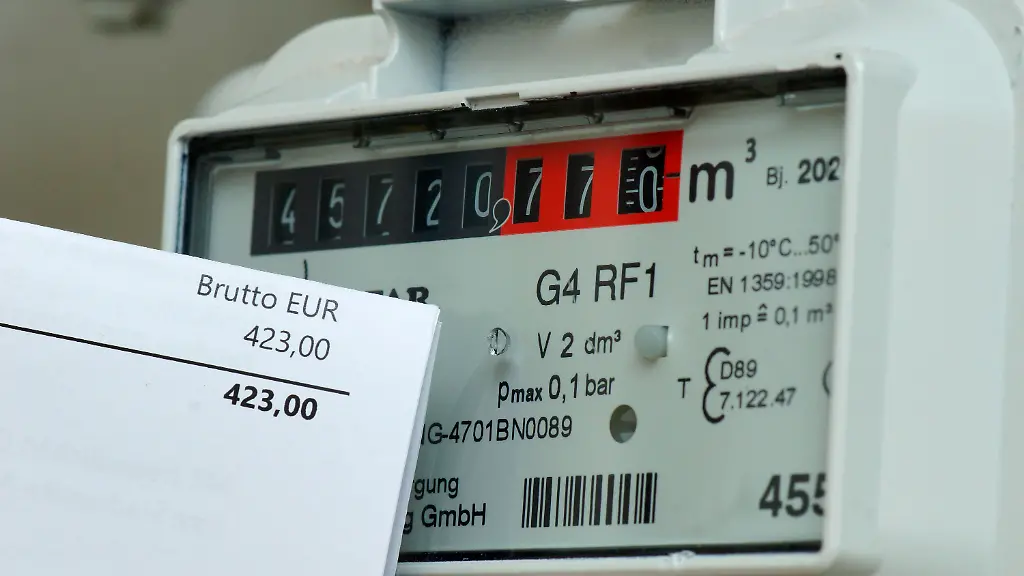 45720,770 m³
Bj. 202
tm = -10°C...50°
EN 1359:1998
1 imp ≙ 0,1 m³
G4 RF1
V 2 dm³
pmax 0,1 bar
T
D89
7.122.47
G-4701BN0089
gung
g GmbH
455
Brutto EUR
423,00
423,00